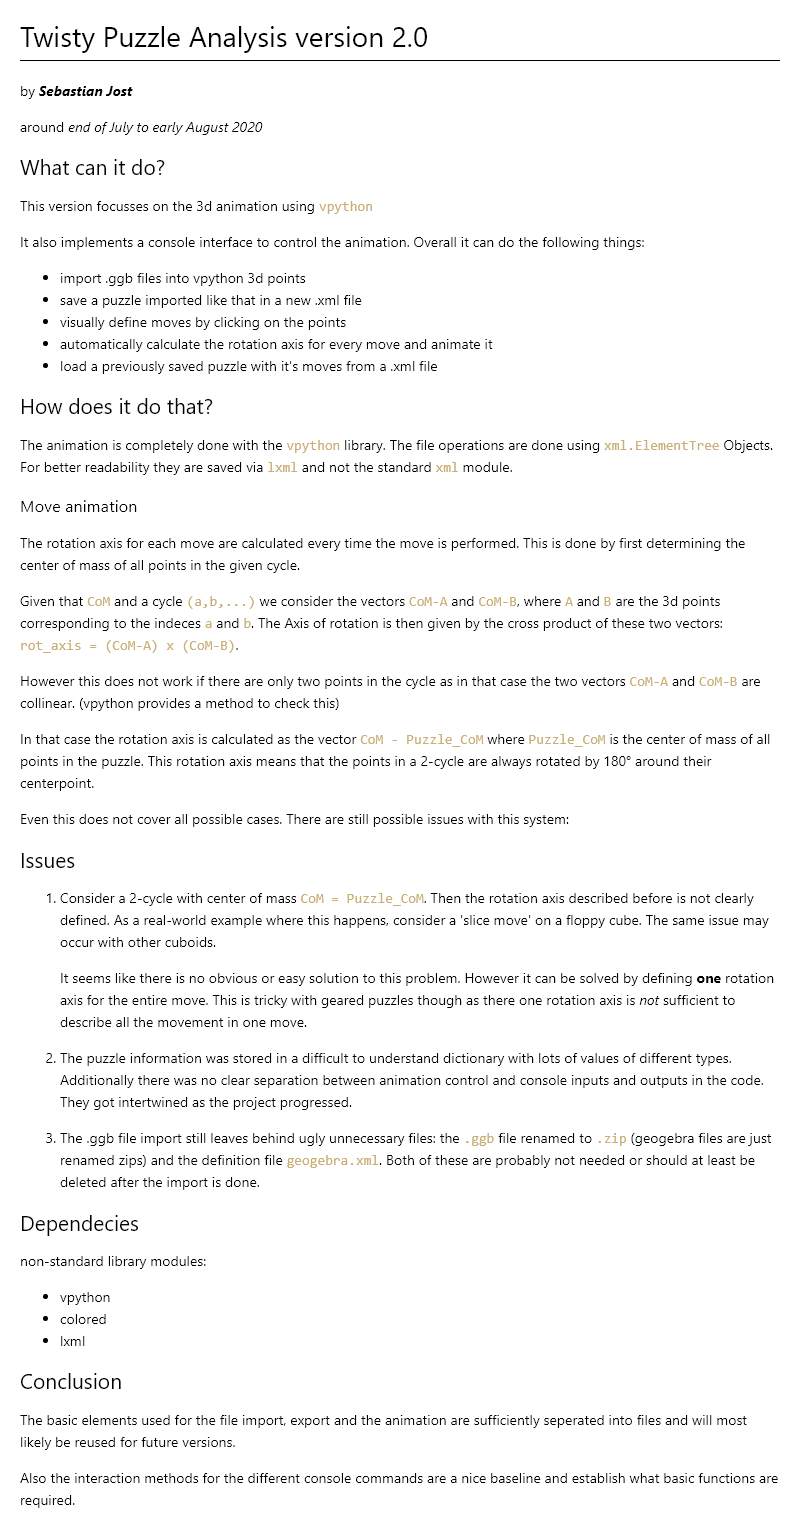 Twisty Puzzle Analysis version 2.0
by Sebastian Jost
around end of July to early August 2020
What can it do?
This version focusses on the 3d animation using vpython
It also implements a console interface to control the animation. Overall it can do the following things:
• import .ggb files into vpython 3d points
• save a puzzle imported like that in a new .xml file
• visually define moves by clicking on the points
• automatically calculate the rotation axis for every move and animate it
• load a previously saved puzzle with it's moves from a .xml file
How does it do that?
The animation is completely done with the vpython library. The file operations are done using xml.ElementTree Objects.
For better readability they are saved via lxml and not the standard xml module.
Move animation
The rotation axis for each move are calculated every time the move is performed. This is done by first determining the
center of mass of all points in the given cycle.
Given that CoM and a cycle (a,b,...) we consider the vectors CoM-A and CoM-B, where A and B are the 3d points
corresponding to the indeces a and b. The Axis of rotation is then given by the cross product of these two vectors:
rot_axis = (CoM-A) x (CoM-B).
However this does not work if there are only two points in the cycle as in that case the two vectors CoM-A and CoM-B are
collinear. (vpython provides a method to check this)
In that case the rotation axis is calculated as the vector CoM - Puzzle_CoM where Puzzle_CoM is the center of mass of all
points in the puzzle. This rotation axis means that the points in a 2-cycle are always rotated by 180° around their
centerpoint.
Even this does not cover all possible cases. There are still possible issues with this system:
Issues
1. Consider a 2-cycle with center of mass CoM = Puzzle_CoM. Then the rotation axis described before is not clearly
defined. As a real-world example where this happens, consider a 'slice move' on a floppy cube. The same issue may
occur with other cuboids.
It seems like there is no obvious or easy solution to this problem. However it can be solved by defining one rotation
axis for the entire move. This is tricky with geared puzzles though as there one rotation axis is not sufficient to
describe all the movement in one move.
2. The puzzle information was stored in a difficult to understand dictionary with lots of values of different types.
Additionally there was no clear separation between animation control and console inputs and outputs in the code.
They got intertwined as the project progressed.
3. The .ggb file import still leaves behind ugly unnecessary files: the .ggb file renamed to .zip (geogebra files are just
renamed zips) and the definition file geogebra.xml. Both of these are probably not needed or should at least be
deleted after the import is done.
Dependecies
non-standard library modules:
• vpython
• colored
• lxml
Conclusion
The basic elements used for the file import, export and the animation are sufficiently seperated into files and will most
likely be reused for future versions.
Also the interaction methods for the different console commands are a nice baseline and establish what basic functions are
required.